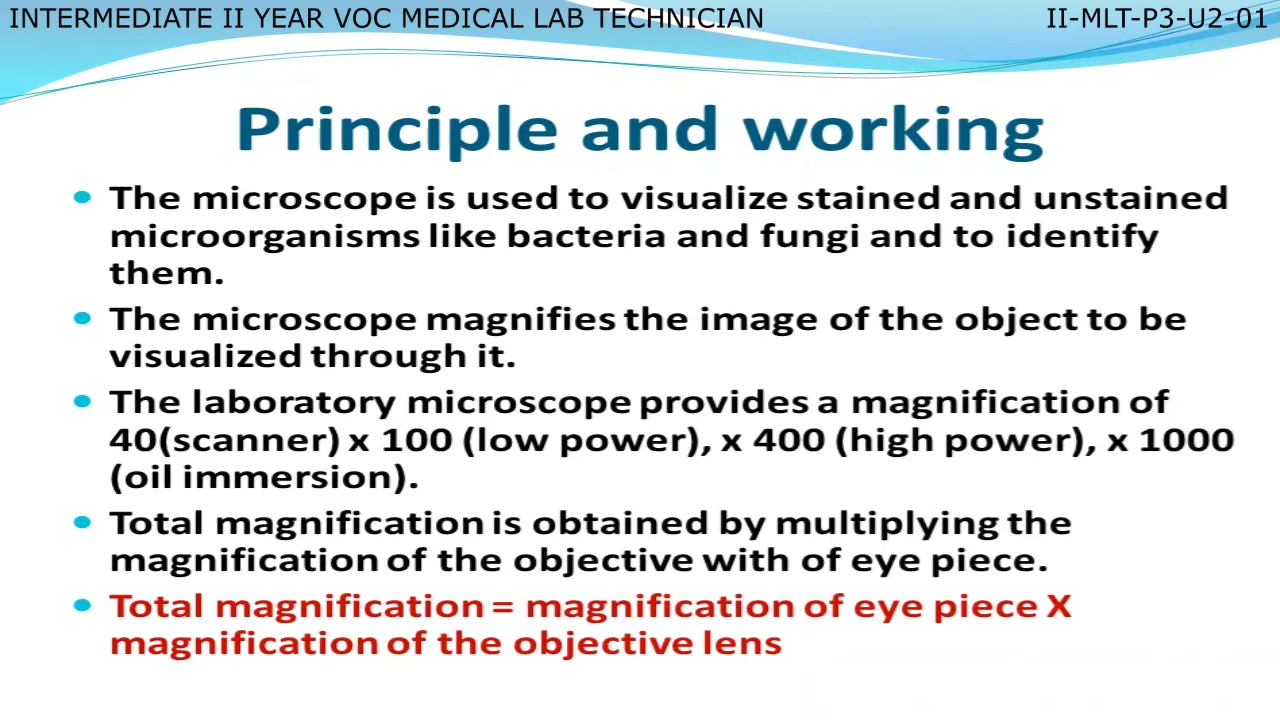 INTERMEDIATE II YEAR VOC MEDICAL LAB TECHNICIAN II-MLT-P3-U2-01
Principle and working
• The microscope is used to visualize stained and unstained
microorganisms like bacteria and fungi and to identify
them.
• The microscope magnifies the image of the object to be
visualized through it.
• The laboratory microscope provides a magnification of
40(scanner) x 100 (low power), x 400 (high power), x 1000
(oil immersion).
• Total magnification is obtained by multiplying the
magnification of the objective with of eye piece.
• Total magnification = magnification of eye piece X
magnification of the objective lens